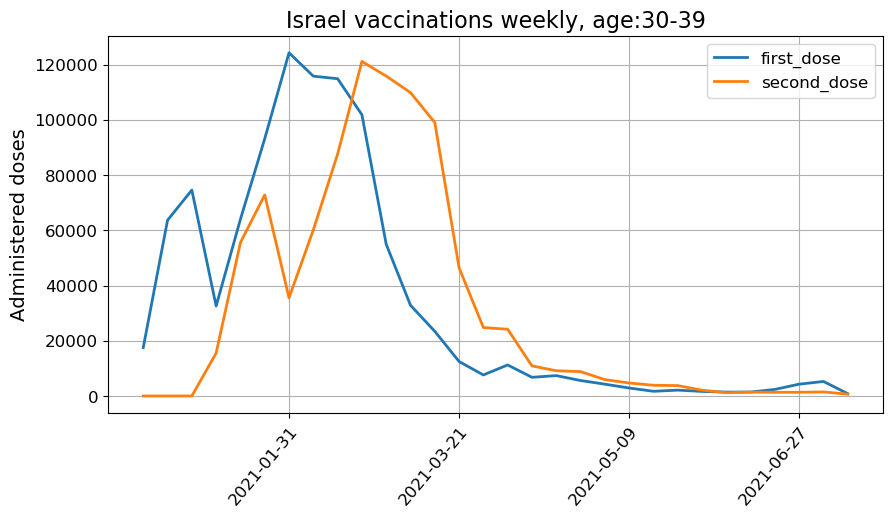 Israel vaccinations weekly, age:30-39
first_dose
second_dose
Administered doses
120000
100000
80000
60000
40000
20000
0
2021-01-31
2021-03-21
2021-05-09
2021-06-27